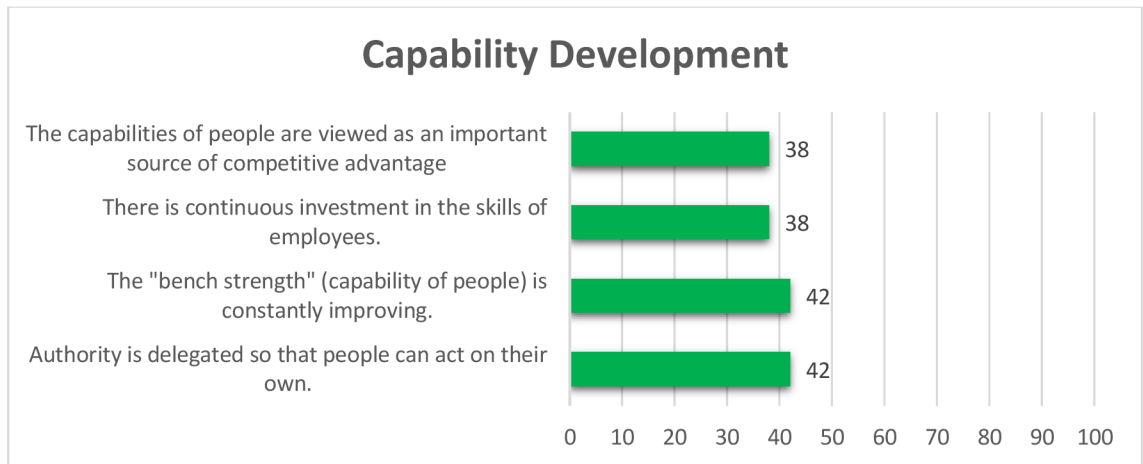 Capability Development
The capabilities of people are viewed as an important
source of competitive advantage
38
There is continuous investment in the skills of
employees.
38
The "bench strength" (capability of people) is
constantly improving.
42
Authority is delegated so that people can act on their
own.
42
0 10 20 30 40 50 60 70 80 90 100